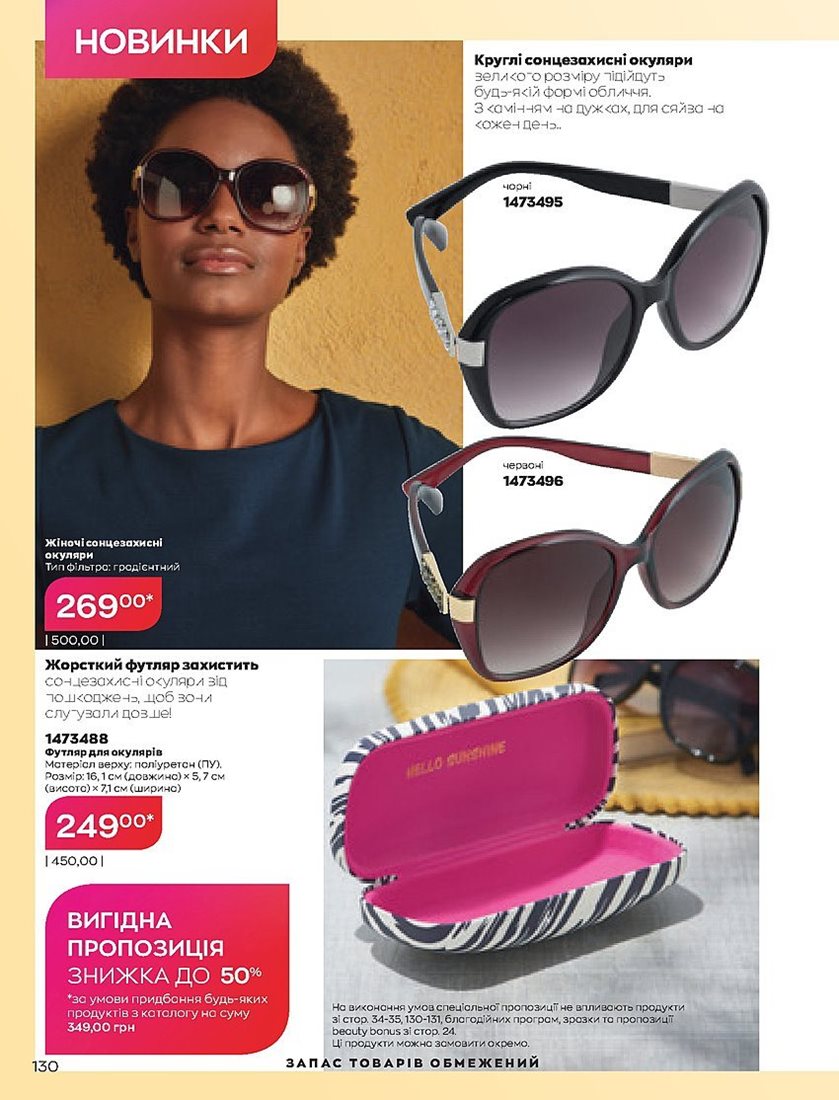 НОВИНКИ
Круглі сонцезахисні окуляри
великого розміру підійдуть
будь-якій формі обличчя.
З камінням на дужках, для сяйва на
кожен день..
чорні
1473495
червоні
1473496
Жіночі сонцезахисні
окуляри
Тип фільтра: градієнтний
269⁰⁰*
| 500,00 |
Жорсткий футляр захистить
сонцезахисні окуляри від
пошкоджень, щоб вони
слугували довше!
1473488
Футляр для окулярів
Матеріал верху: поліуретан (ПУ).
Розмір: 16, 1 см (довжина) × 5, 7 см
(висота) × 7,1 см (ширина)
249⁰⁰*
| 450,00 |
HELLO SUNSHINE
ВИГІДНА
ПРОПОЗИЦІЯ
ЗНИЖКА ДО 50%
*за умови придбання будь-яких
продуктів з каталогу на суму
349,00 грн
На виконання умов спеціальної пропозиції не впливають продукти
зі стор. 34-35, 130-131, благодійних програм, зразки та пропозиції
beauty bonus зі стор. 24.
Ці продукти можна замовити окремо.
130
ЗАПАС ТОВАРІВ ОБМЕЖЕНИЙ